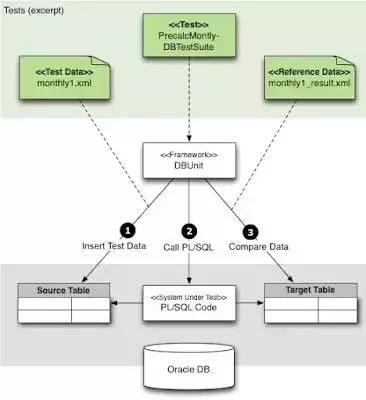 Tests (excerpt)
<<Test>>
PrecalcMontly-
DBTestSuite
<<Test Data>>
monthly1.xml
<<Reference Data>>
monthly1_result.xml
<<Framework>>
DBUnit
1
2
3
Insert Test Data
Call PL/SQL
Compare Data
Source Table
<<System Under Test>>
PL/SQL Code
Target Table
Oracle DB